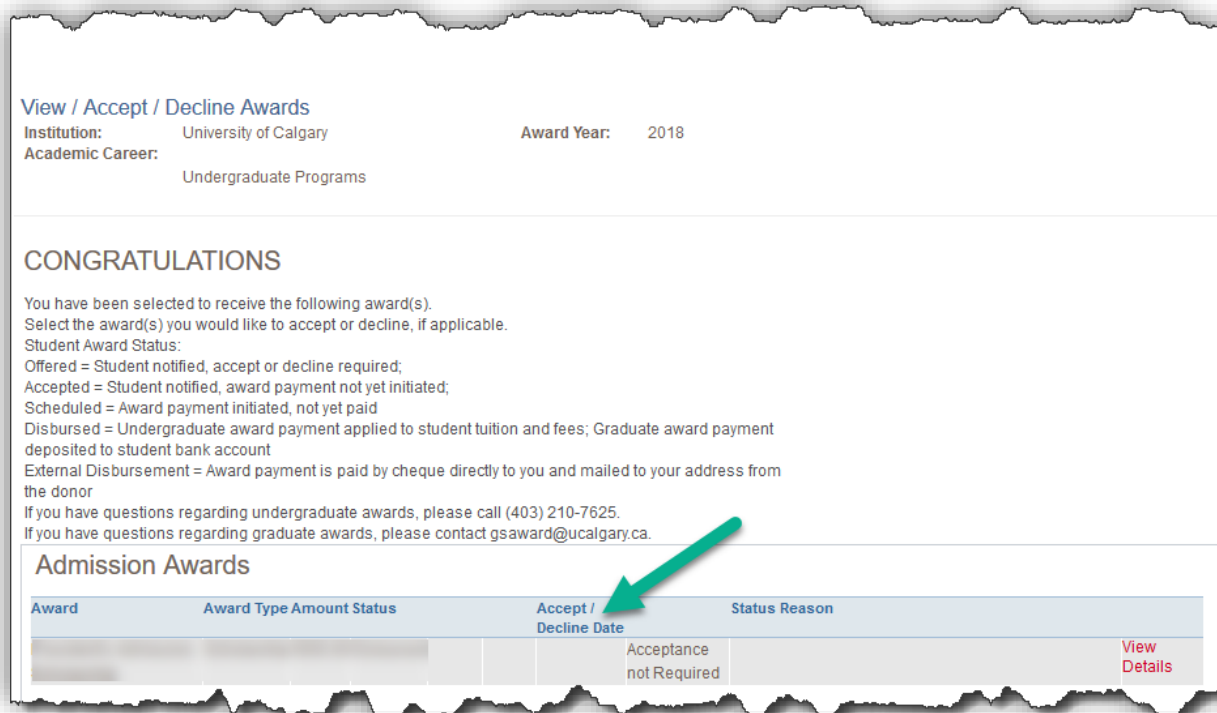 View / Accept / Decline Awards
Institution: University of Calgary Award Year: 2018
Academic Career:
Undergraduate Programs
CONGRATULATIONS
You have been selected to receive the following award(s).
Select the award(s) you would like to accept or decline, if applicable.
Student Award Status:
Offered = Student notified, accept or decline required;
Accepted = Student notified, award payment not yet initiated;
Scheduled = Award payment initiated, not yet paid
Disbursed = Undergraduate award payment applied to student tuition and fees; Graduate award payment
deposited to student bank account
External Disbursement = Award payment is paid by cheque directly to you and mailed to your address from
the donor
If you have questions regarding undergraduate awards, please call (403) 210-7625.
If you have questions regarding graduate awards, please contact gsaward@ucalgary.ca.
Admission Awards
Award Award Type Amount Status Accept / Status Reason
Decline Date
Acceptance View
not Required Details